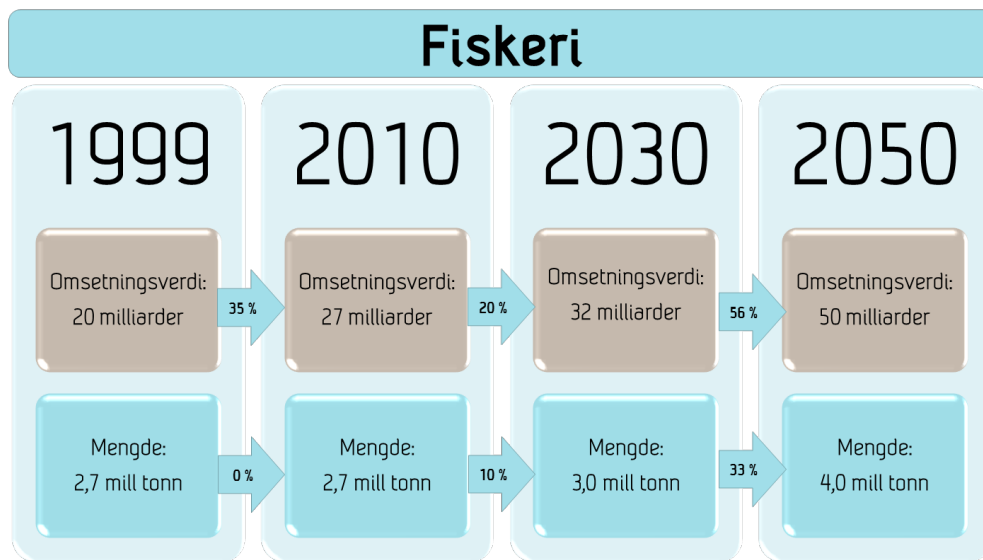 Fiskeri
1999
2010
2030
2050
Omsetningsverdi:
20 milliarder
35 %
Omsetningsverdi:
27 milliarder
20 %
Omsetningsverdi:
32 milliarder
56 %
Omsetningsverdi:
50 milliarder
Mengde:
2,7 mill tonn
0 %
Mengde:
2,7 mill tonn
10 %
Mengde:
3,0 mill tonn
33 %
Mengde:
4,0 mill tonn